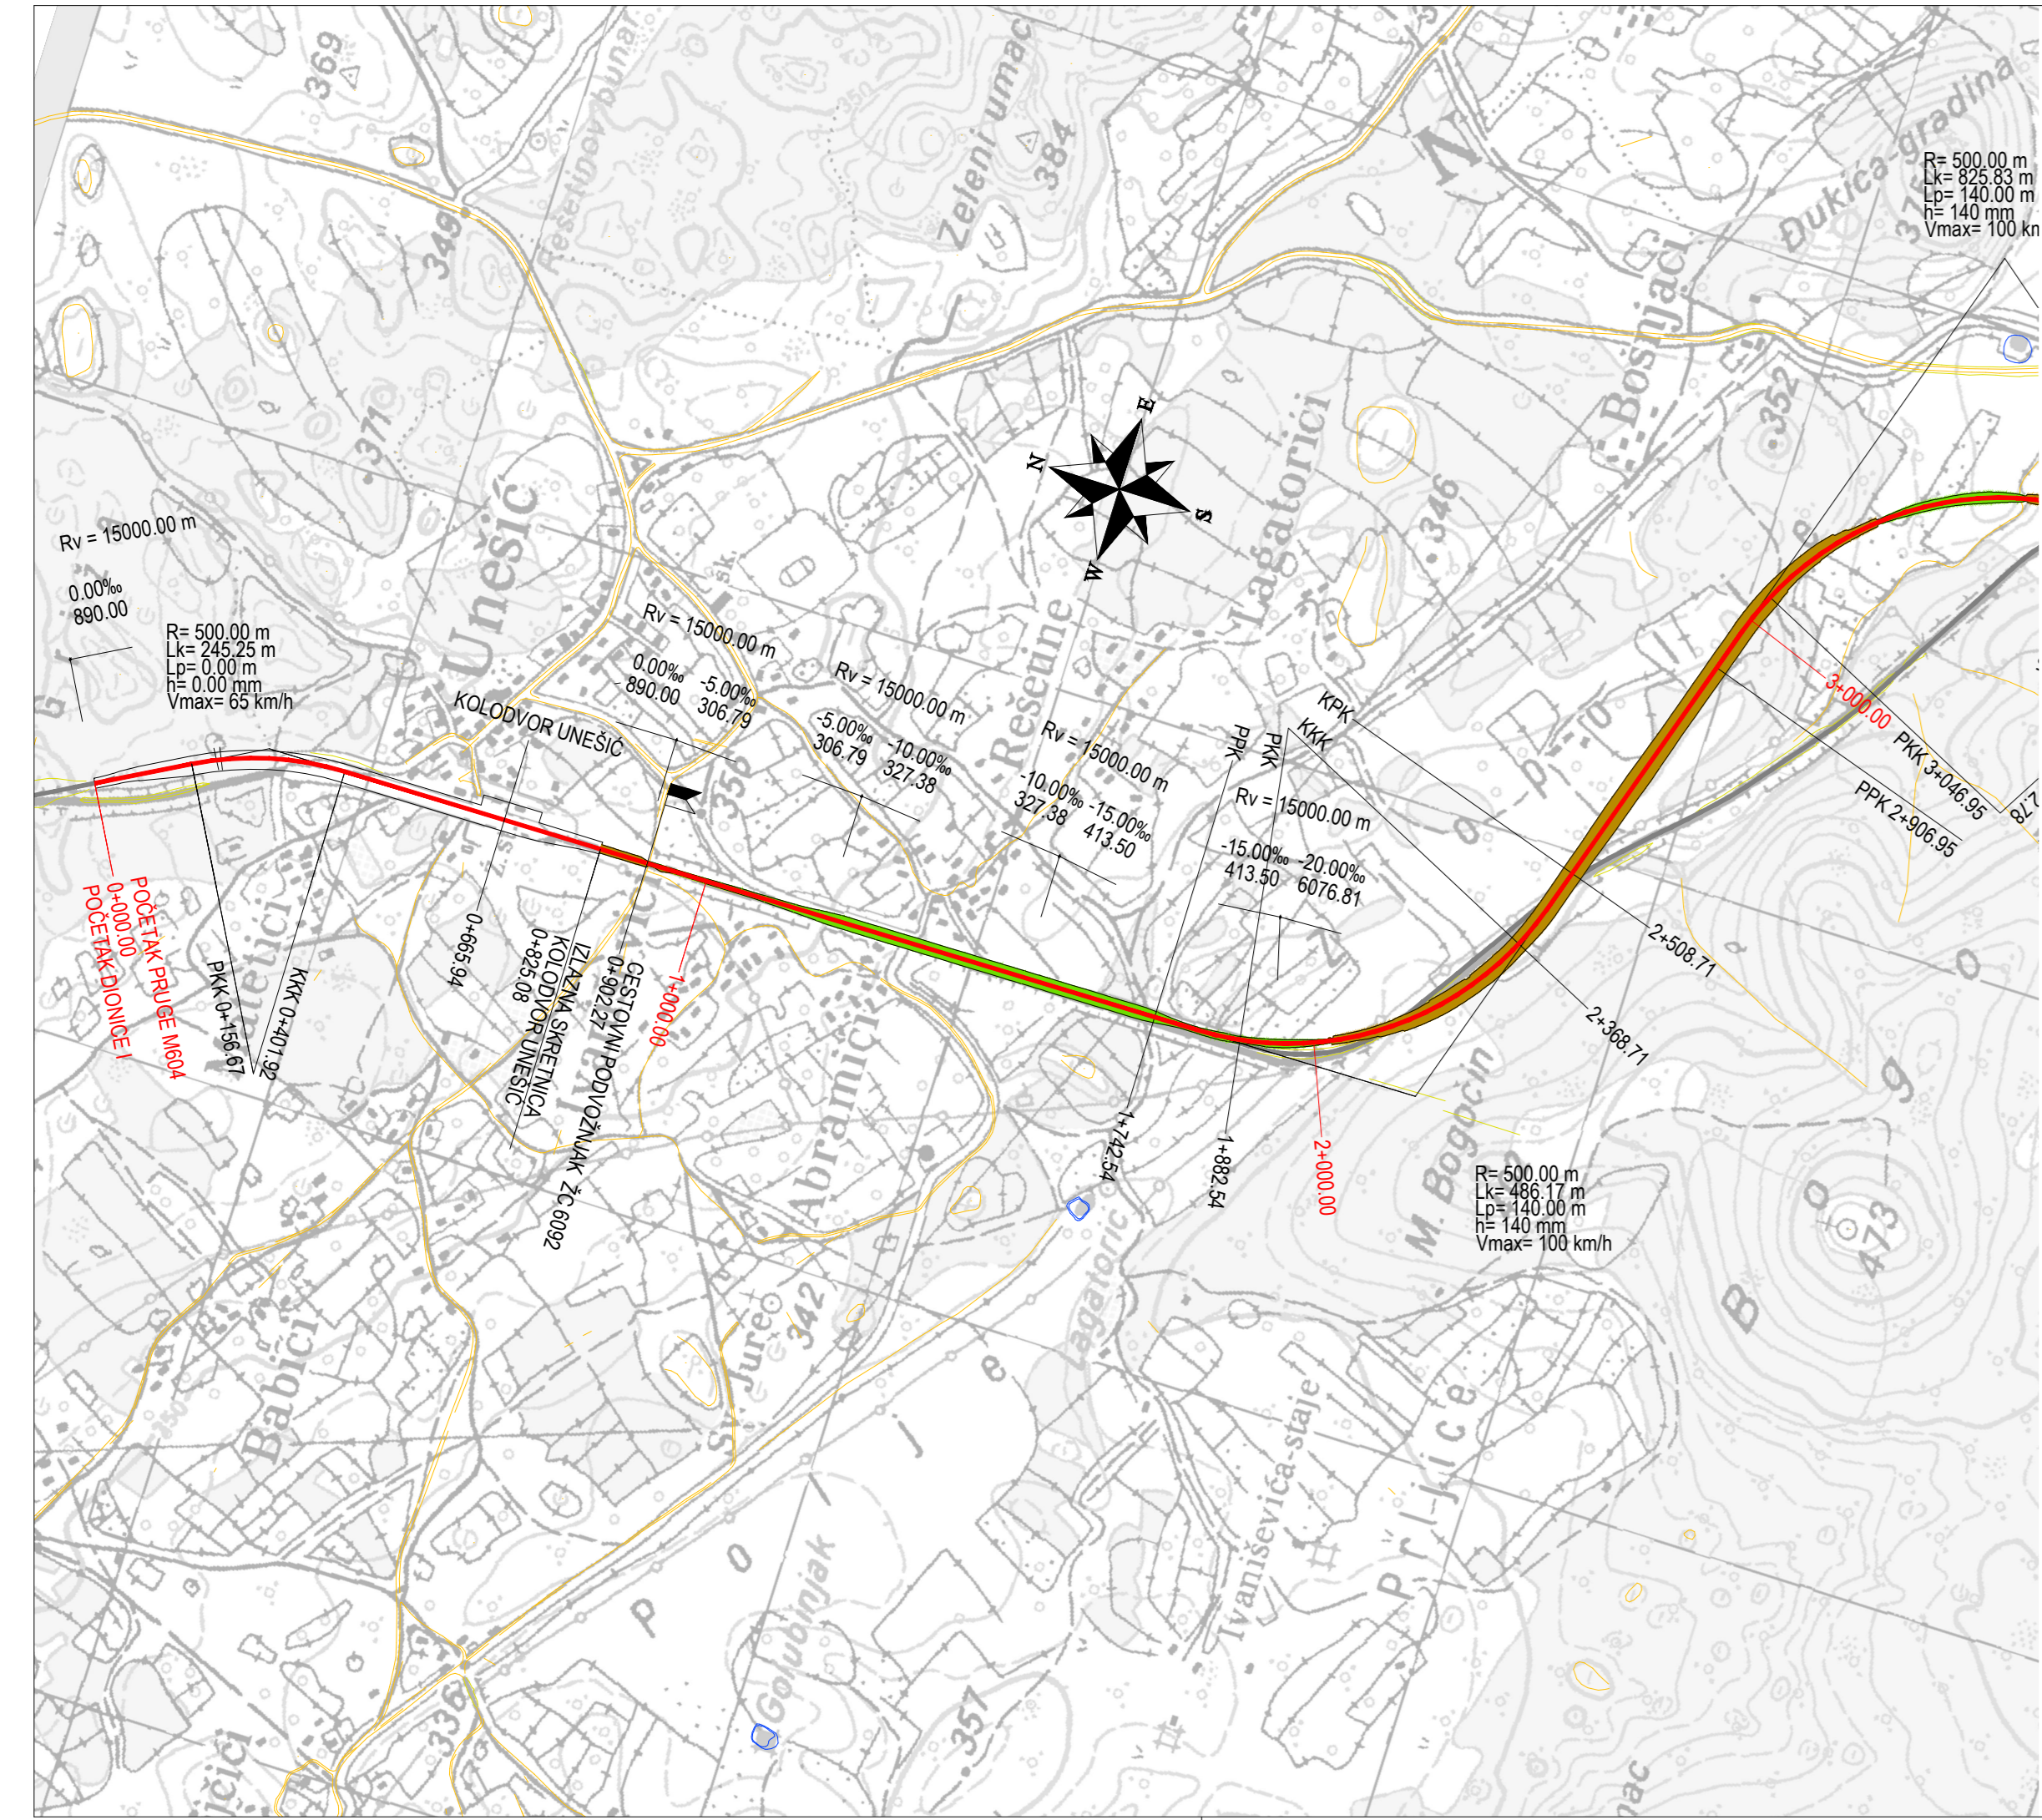 369
Zeleni umac
384
349
371
Unešić
sk.
Đukića-gradina
R= 500.00 m
Lk= 825.83 m
Lp= 140.00 m
h= 140 mm
Bošnjaci
352
Lagatorići
346
N
E
S
W
Rv = 15000.00 m
0.00‰
890.00
R= 500.00 m
Lk= 245.25 m
Lp= 0.00 m
h= 0.00 mm
Vmax= 65 km/h
KOLODVOR UNEŠIĆ
Rv = 15000.00 m
0.00‰ -5.00‰
890.00 306.79
Rv = 15000.00 m
-5.00‰ -10.00‰
306.79 327.38
Rešetune
Rv = 15000.00 m
-10.00‰ -15.00‰
327.38 413.50
PPK
PKK
KKK
KPK
Rv = 15000.00 m
-15.00‰ -20.00‰
413.50 6076.81
358
3+000.00
PKK 3+046.95
PPK 2+906.95
POČETAK PRUGE M604
0+000.00
POČETAK DIONICE I
PKK 0+156.67
KKK 0+401.92
0+665.94
IZLAZNA SKRETNICA
KOLODVOR UNEŠIĆ
0+825.08
CESTOVNI PODVOŽNJAK ŽC 6092
0+902.27
1+000.00
Abramići
1+742.54
1+882.54
2+000.00
2+368.71
2+508.71
M. Bogočin
R= 500.00 m
Lk= 486.17 m
Lp= 140.00 m
h= 140 mm
Vmax= 100 km/h
473
Babići
Sv. Jure
342
Lagatoric
Ivaniševića-staje
Prljice
Golubinjak
336
357